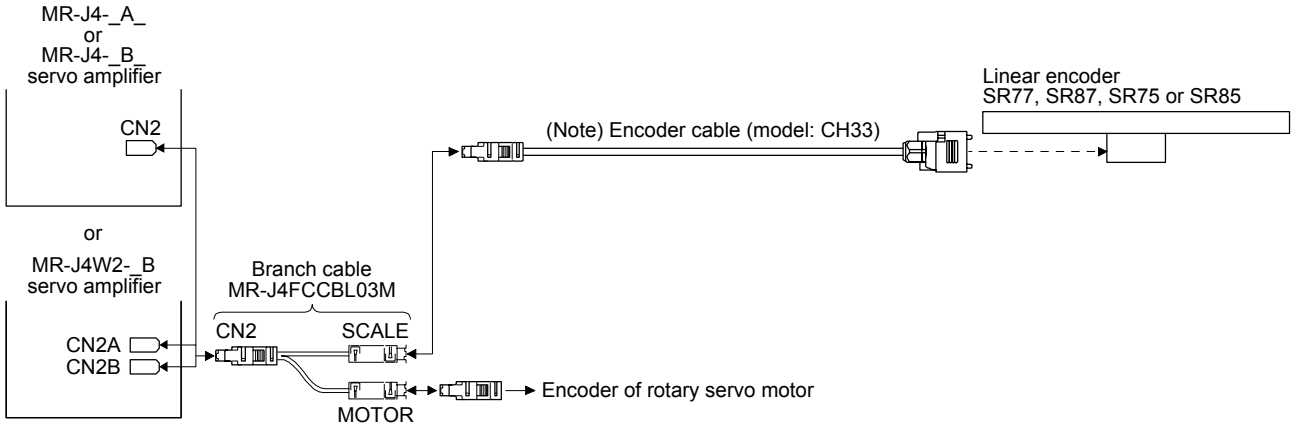 MR-J4-_A_
or
MR-J4-_B_
servo amplifier
CN2
(Note) Encoder cable (model: CH33)
Linear encoder
SR77, SR87, SR75 or SR85
or
MR-J4W2-_B
servo amplifier
CN2A
CN2B
Branch cable
MR-J4FCCBL03M
CN2
SCALE
MOTOR
Encoder of rotary servo motor